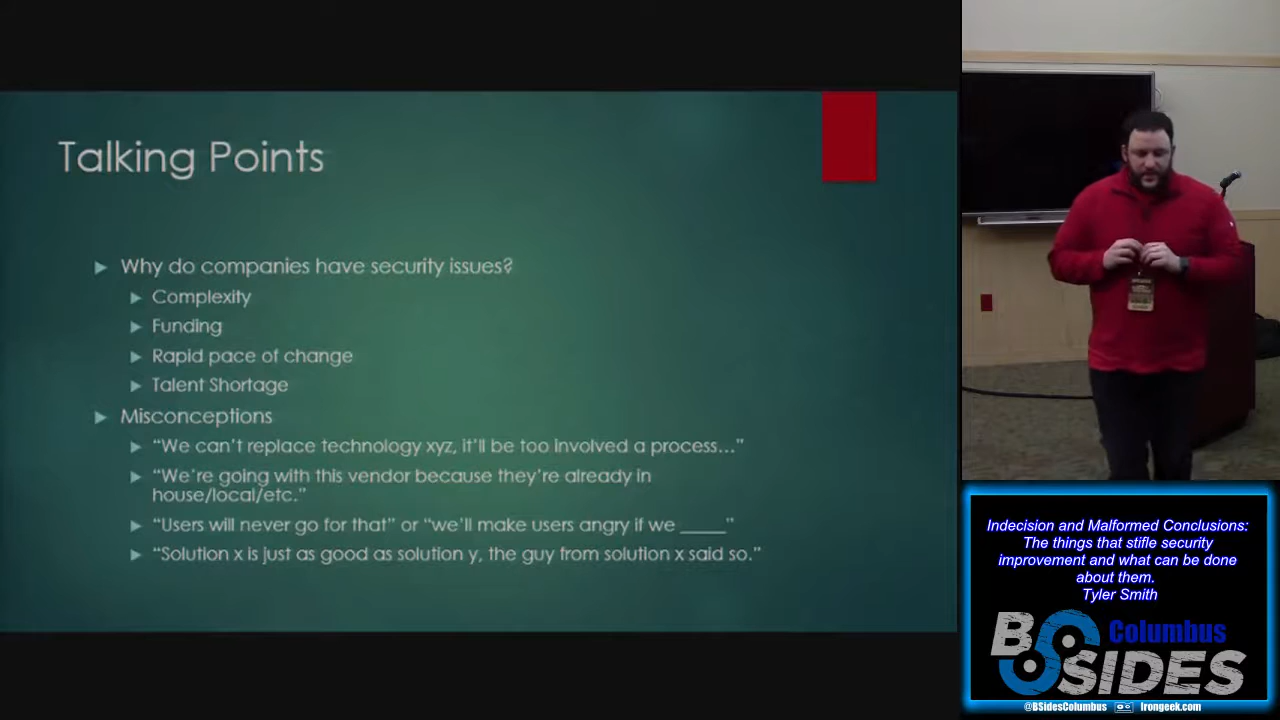 Talking Points
Why do companies have security issues?
Complexity
Funding
Rapid pace of change
Talent Shortage
Misconceptions
“We can’t replace technology xyz, it’ll be too involved a process…”
“We’re going with this vendor because they’re already in
house/local/etc.”
“Users will never go for that” or “we’ll make users angry if we _____”
“Solution x is just as good as solution y, the guy from solution x said so.”
Indecision and Malformed Conclusions:
The things that stifle security
improvement and what can be done
about them.
Tyler Smith
BSIDES
Columbus
@BSidesColumbus Irongeek.com